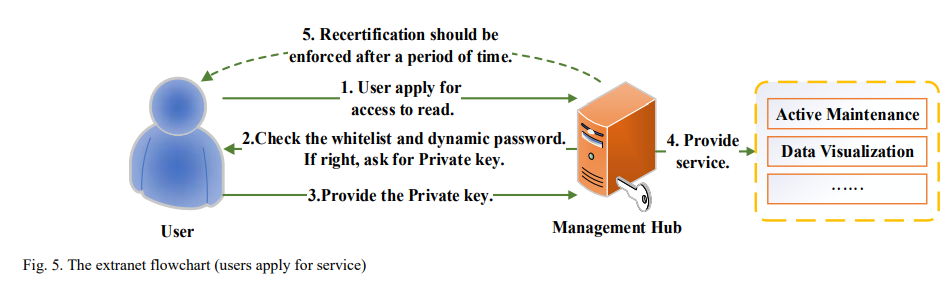 5. Recertification should be
enforced after a period of time.
1. User apply for
access to read.
2.Check the whitelist and dynamic password.
If right, ask for Private key.
3.Provide the Private key.
4. Provide
service.
Active Maintenance
Data Visualization
......
User
Management Hub
Fig. 5. The extranet flowchart (users apply for service)